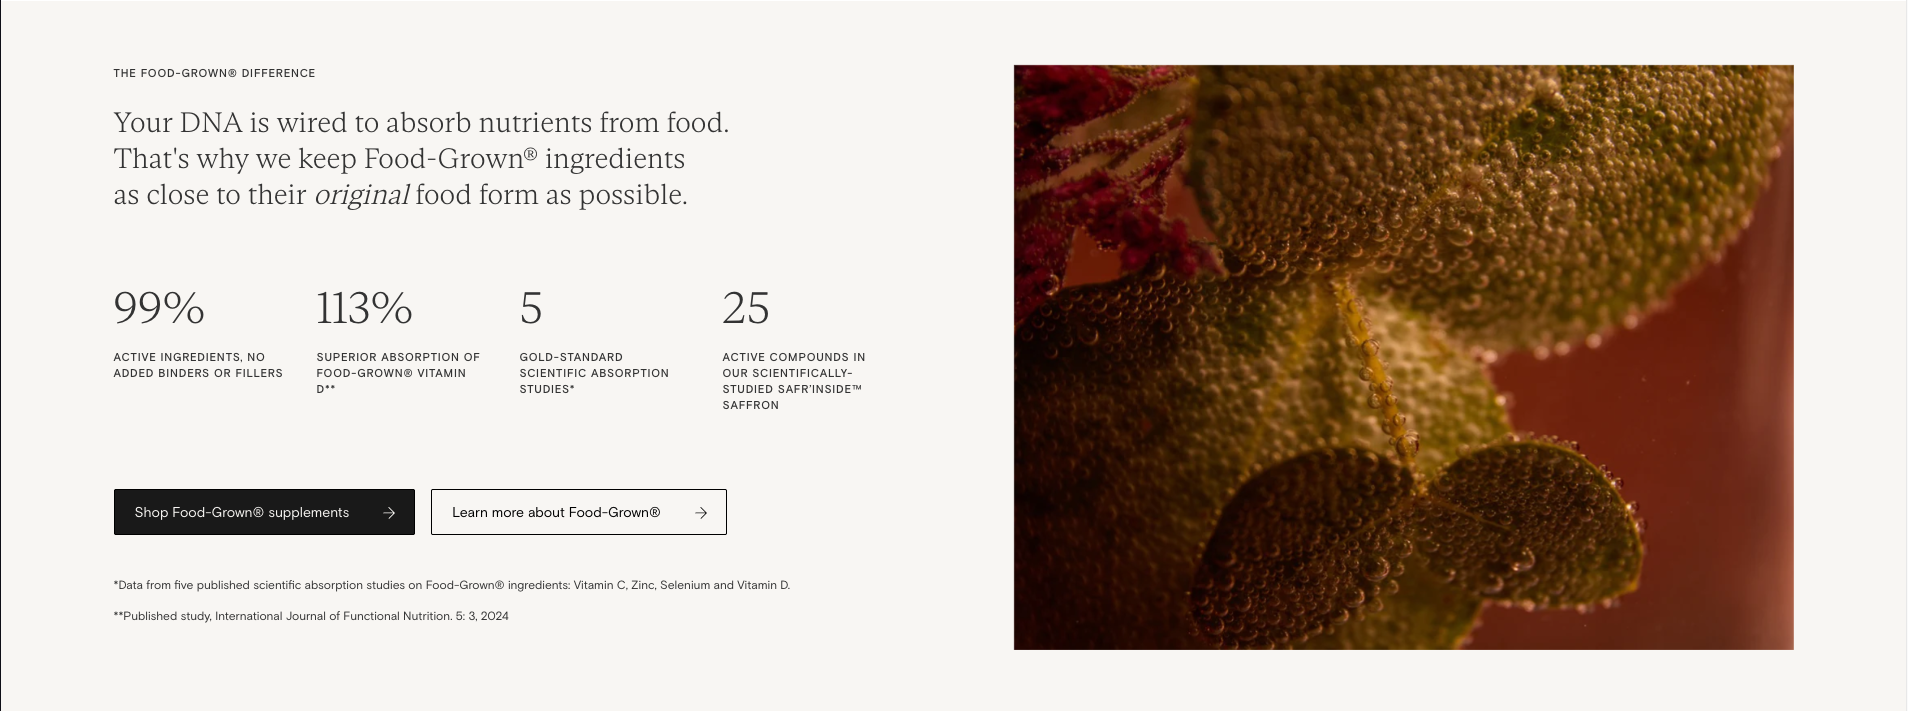 THE FOOD-GROWN® DIFFERENCE
Your DNA is wired to absorb nutrients from food.
That's why we keep Food-Grown® ingredients
as close to their original food form as possible.
99%
ACTIVE INGREDIENTS, NO
ADDED BINDERS OR FILLERS
113%
SUPERIOR ABSORPTION OF
FOOD-GROWN® VITAMIN
D**
5
GOLD-STANDARD
SCIENTIFIC ABSORPTION
STUDIES*
25
ACTIVE COMPOUNDS IN
OUR SCIENTIFICALLY-
STUDIED SAFR'INSIDE™
SAFFRON
Shop Food-Grown® supplements
Learn more about Food-Grown®
*Data from five published scientific absorption studies on Food-Grown® ingredients: Vitamin C, Zinc, Selenium and Vitamin D.
**Published study, International Journal of Functional Nutrition. 5: 3, 2024